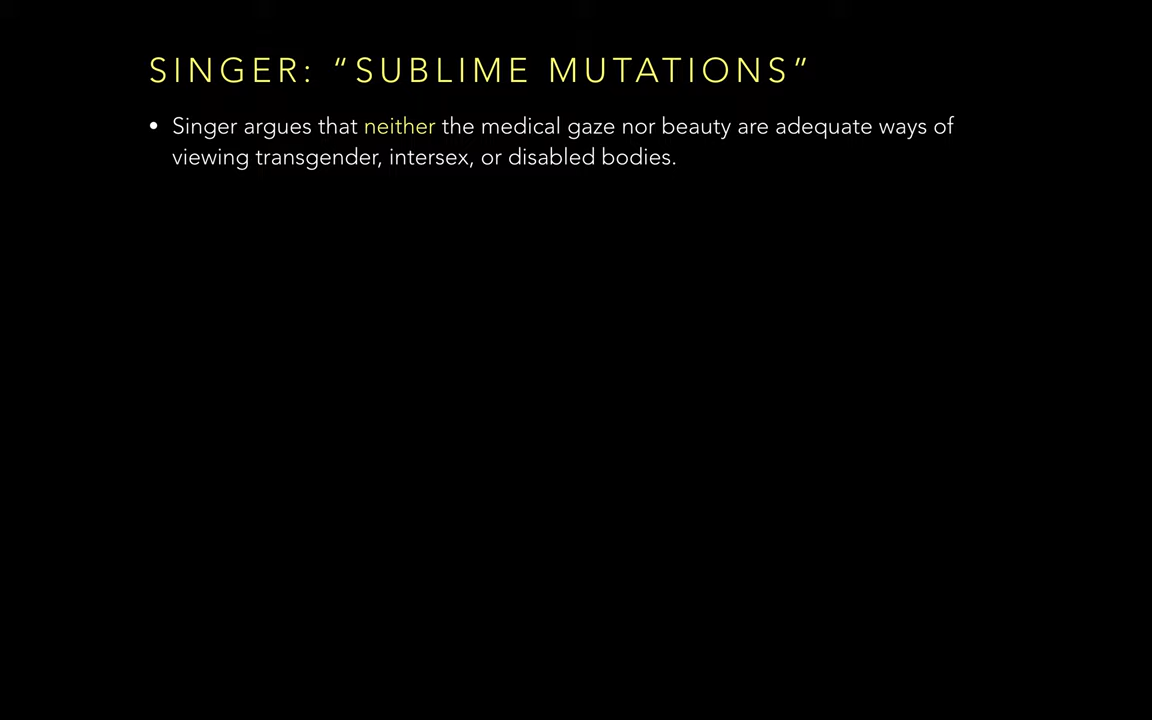 SINGER: “SUBLIME MUTATIONS”
• Singer argues that neither the medical gaze nor beauty are adequate ways of
viewing transgender, intersex, or disabled bodies.